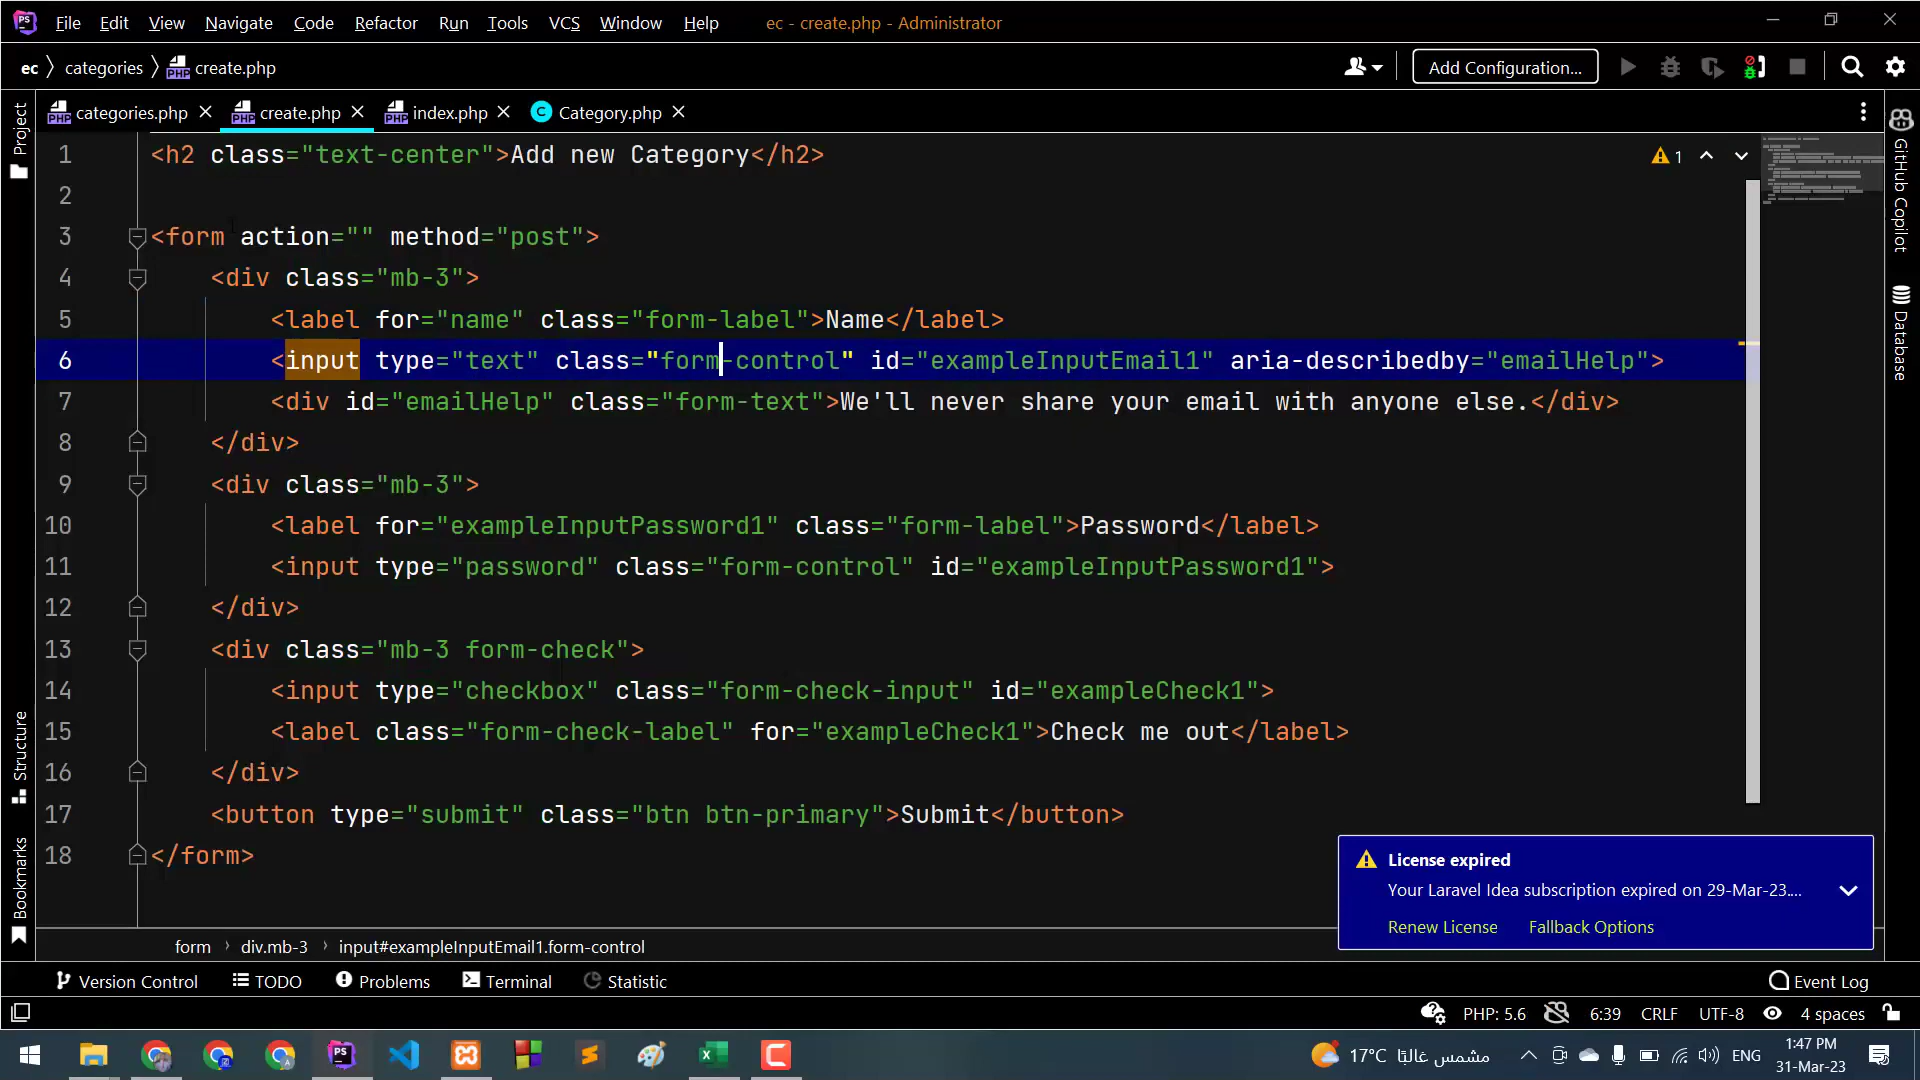 File Edit View Navigate Code Refactor Run Tools VCS Window Help ec - create.php - Administrator
ec categories create.php Add Configuration...
categories.php create.php index.php Category.php
Project
GitHub Copilot
Database
Structure
Bookmarks
1 <h2 class="text-center">Add new Category</h2> 1
2
3 <form action="" method="post">
4 <div class="mb-3">
5 <label for="name" class="form-label">Name</label>
6 <input type="text" class="form-control" id="exampleInputEmail1" aria-describedby="emailHelp">
7 <div id="emailHelp" class="form-text">We'll never share your email with anyone else.</div>
8 </div>
9 <div class="mb-3">
10 <label for="exampleInputPassword1" class="form-label">Password</label>
11 <input type="password" class="form-control" id="exampleInputPassword1">
12 </div>
13 <div class="mb-3 form-check">
14 <input type="checkbox" class="form-check-input" id="exampleCheck1">
15 <label class="form-check-label" for="exampleCheck1">Check me out</label>
16 </div>
17 <button type="submit" class="btn btn-primary">Submit</button>
18 </form>
License expired
Your Laravel Idea subscription expired on 29-Mar-23....
Renew License Fallback Options
form div.mb-3 input#exampleInputEmail1.form-control
Version Control TODO Problems Terminal Statistic Event Log
PHP: 5.6 6:39 CRLF UTF-8 4 spaces
17°C مشمس غالبًا ENG 1:47 PM
31-Mar-23